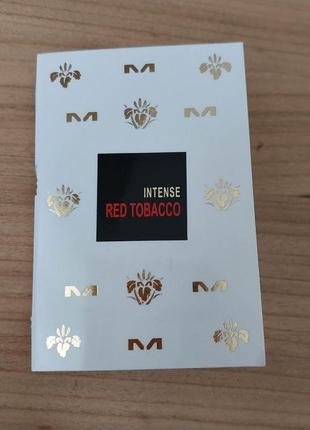 INTENSE
RED TOBACCO